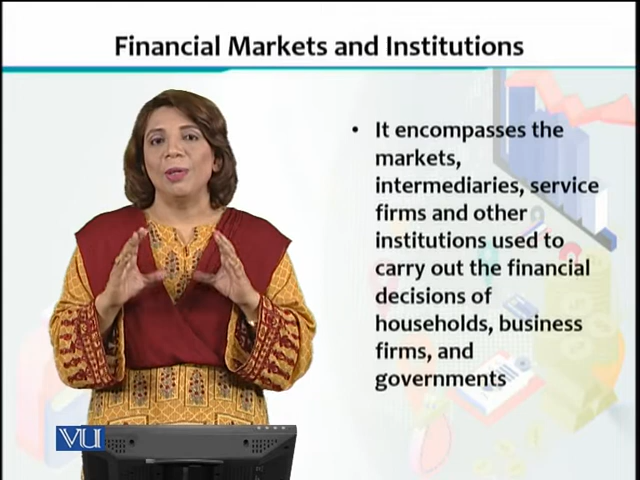 Financial Markets and Institutions
• It encompasses the
markets,
intermediaries, service
firms and other
institutions used to
carry out the financial
decisions of
households, business
firms, and
governments
VU